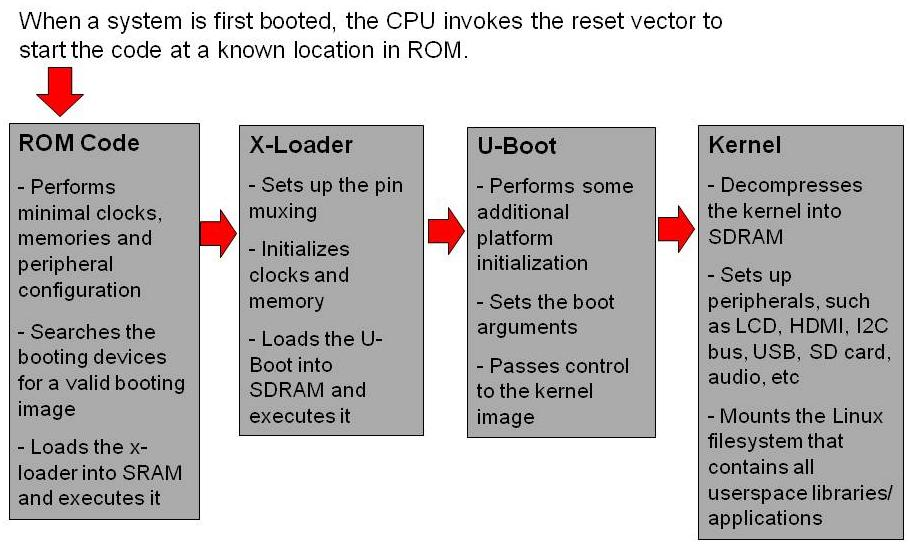 When a system is first booted, the CPU invokes the reset vector to
start the code at a known location in ROM.
ROM Code
- Performs
minimal clocks,
memories and
peripheral
configuration
- Searches the
booting devices
for a valid booting
image
- Loads the x-
loader into SRAM
and executes it
X-Loader
- Sets up the pin
muxing
- Initializes
clocks and
memory
- Loads the U-
Boot into
SDRAM and
executes it
U-Boot
- Performs some
additional
platform
initialization
- Sets the boot
arguments
- Passes control
to the kernel
image
Kernel
- Decompresses
the kernel into
SDRAM
- Sets up
peripherals, such
as LCD, HDMI, I2C
bus, USB, SD card,
audio, etc
- Mounts the Linux
filesystem that
contains all
userspace libraries/
applications